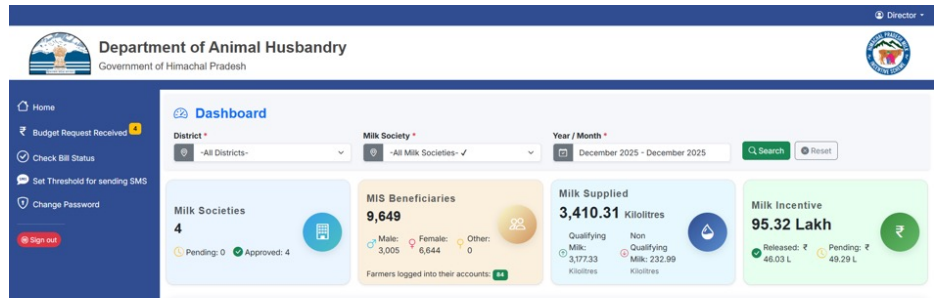 Director
Department of Animal Husbandry
Government of Himachal Pradesh
Home
Budget Request Received 4
Check Bill Status
Set Threshold for sending SMS
Change Password
Sign out
Dashboard
District *
-All Districts-
Milk Society *
-All Milk Societies- ✓
Year / Month *
December 2025 - December 2025
Search
Reset
Milk Societies
4
Pending: 0 Approved: 4
MIS Beneficiaries
9,649
Male: 3,005
Female: 6,644
Other: 0
Farmers logged into their accounts: 84
Milk Supplied
3,410.31 Kilolitres
Qualifying
Milk:
3,177.33
Kilolitres
Non
Qualifying
Milk: 232.99
Kilolitres
Milk Incentive
95.32 Lakh
Released: ₹
46.03 L
Pending: ₹
49.29 L
₹